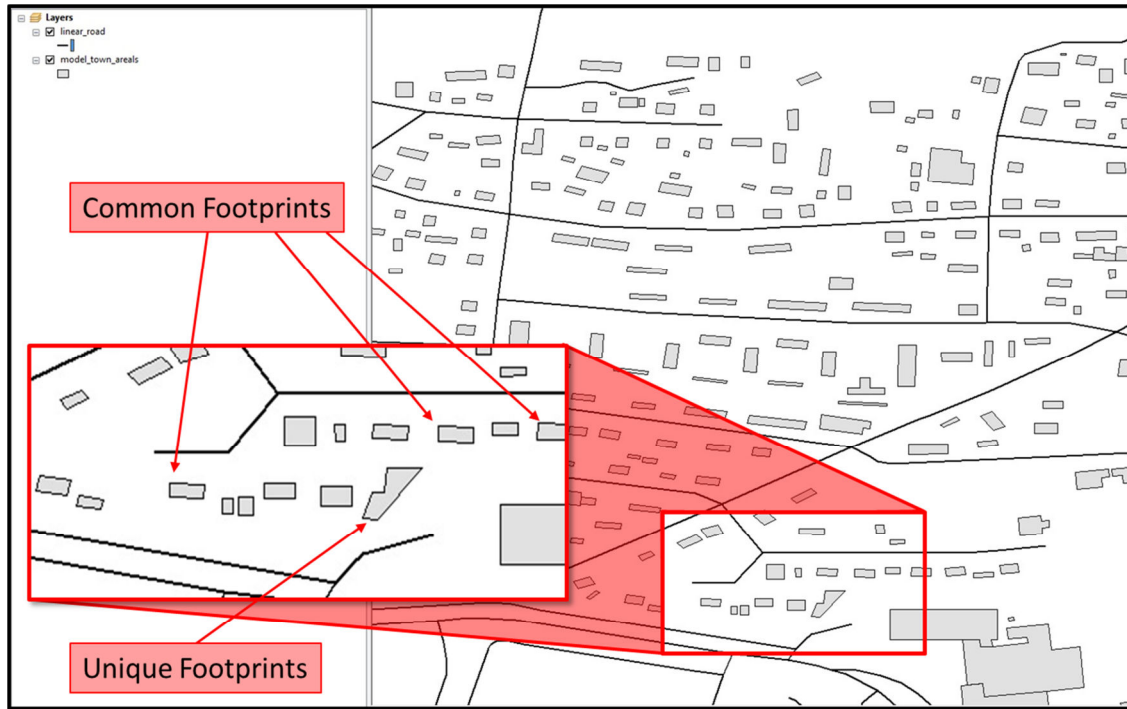 Layers
linear_road
model_town_areals
Common Footprints
Unique Footprints